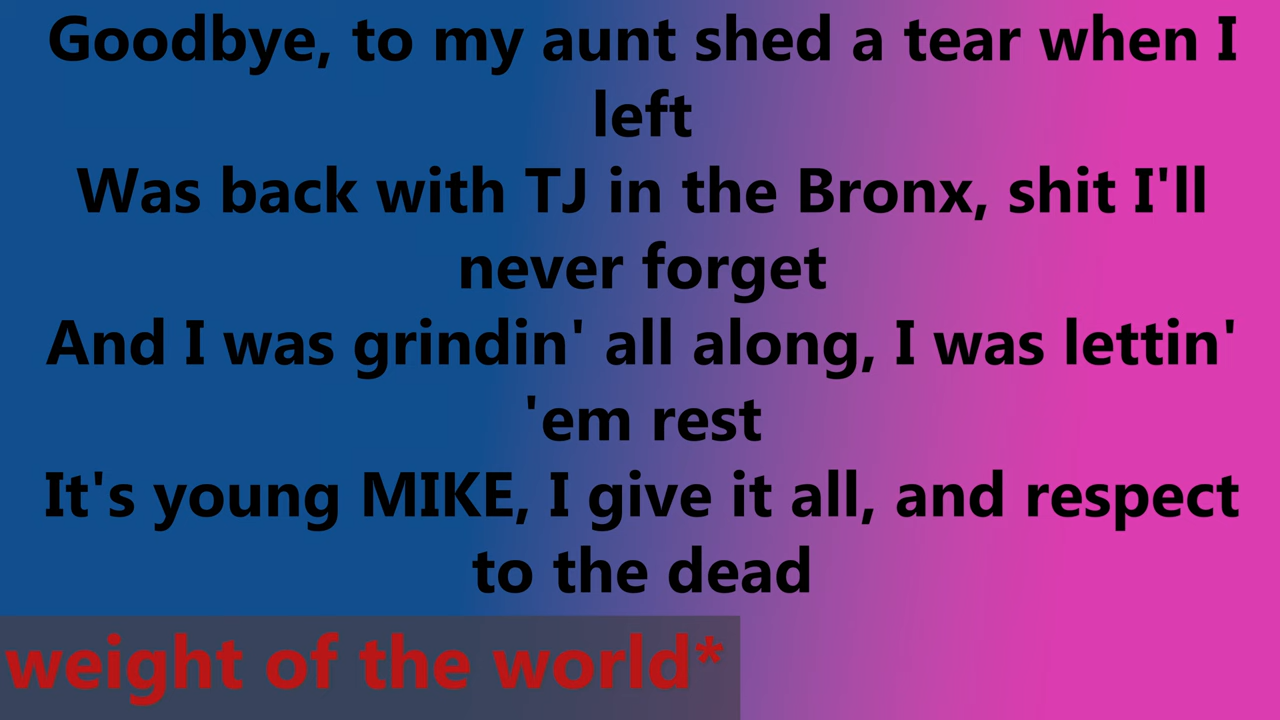 Goodbye, to my aunt shed a tear when I
left
Was back with TJ in the Bronx, shit I'll
never forget
And I was grindin' all along, I was lettin'
'em rest
It's young MIKE, I give it all, and respect
to the dead
weight of the world*